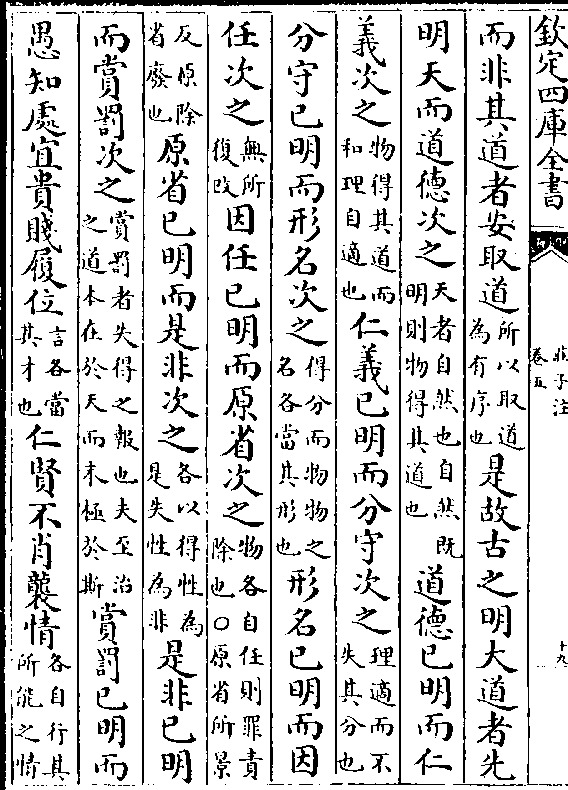 欽定四庫全書
莊子注
卷五
十九
而非其道者安取道所以取道為有序也是故古之明大道者先
明天而道德次之天者自然也自然既明則物得其道也道德已明而仁
義次之物得其道而和理自適也仁義已明而分守次之理適而不失其分也
分守已明而形名次之得分而物物之名各當其形也形名已明而因
任次之無所復改因任已明而原省次之物各自任則罪責除也○原省所景
反原除省廢也原省已明而是非次之各以得性為是失性為非是非已明
而賞罰次之賞罰者失得之報也夫至治之道本在於天而末極於斯賞罰已明而
愚知處宜貴賤履位言各當其才也仁賢不肖襲情各自行其所能之情